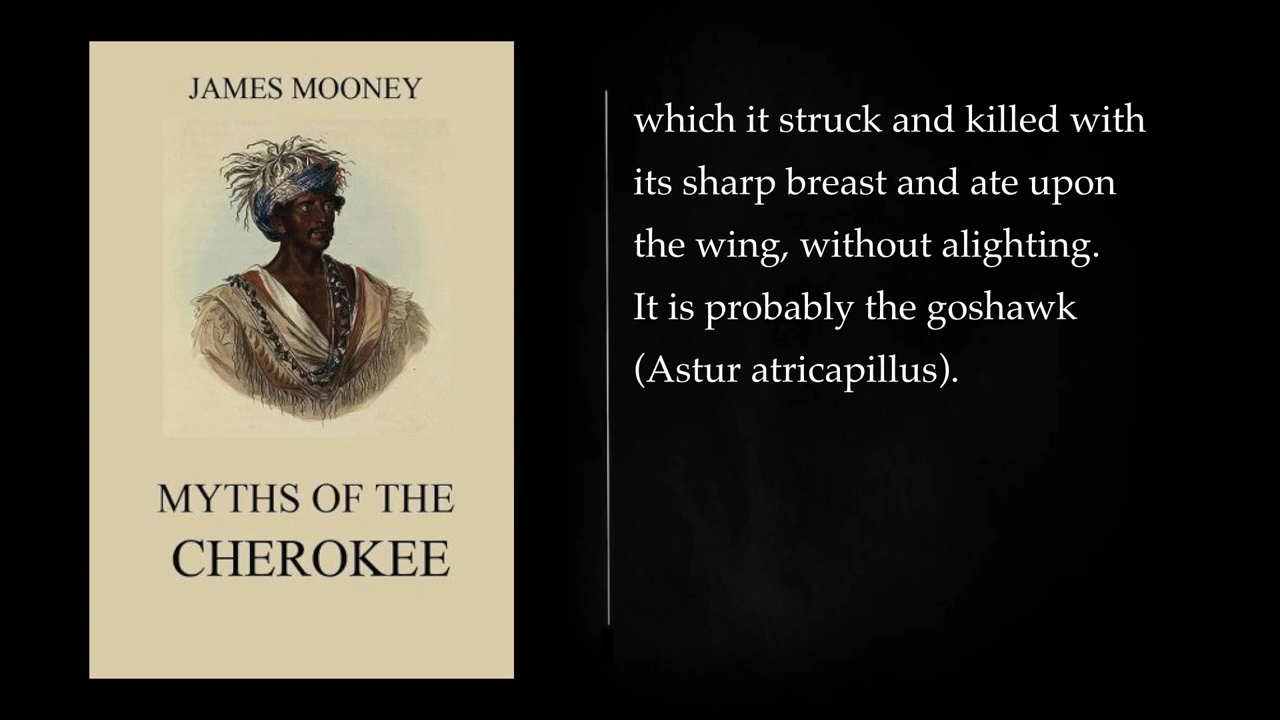 JAMES MOONEY
MYTHS OF THE
CHEROKEE
which it struck and killed with
its sharp breast and ate upon
the wing, without alighting.
It is probably the goshawk
(Astur atricapillus).